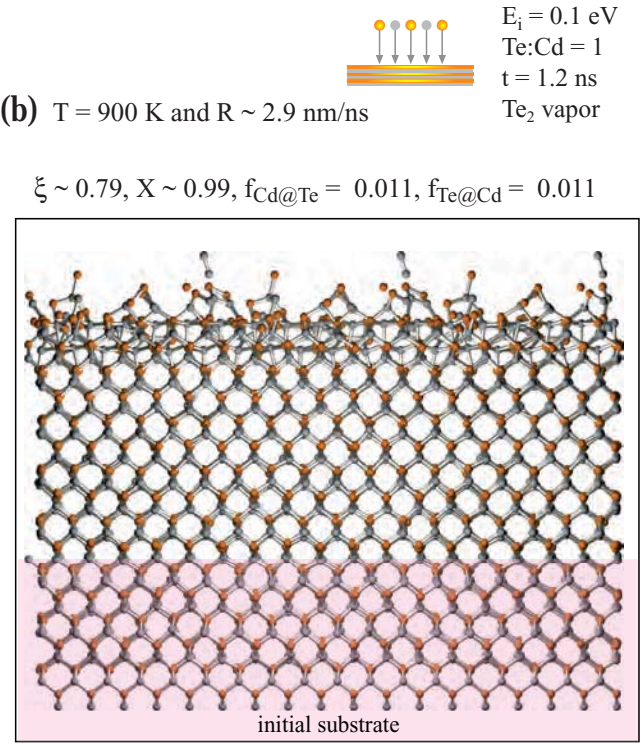 E_i = 0.1 eV
Te:Cd = 1
t = 1.2 ns
Te₂ vapor
(b) T = 900 K and R ~ 2.9 nm/ns
ξ ~ 0.79, X ~ 0.99, f_Cd@Te = 0.011, f_Te@Cd = 0.011
initial substrate